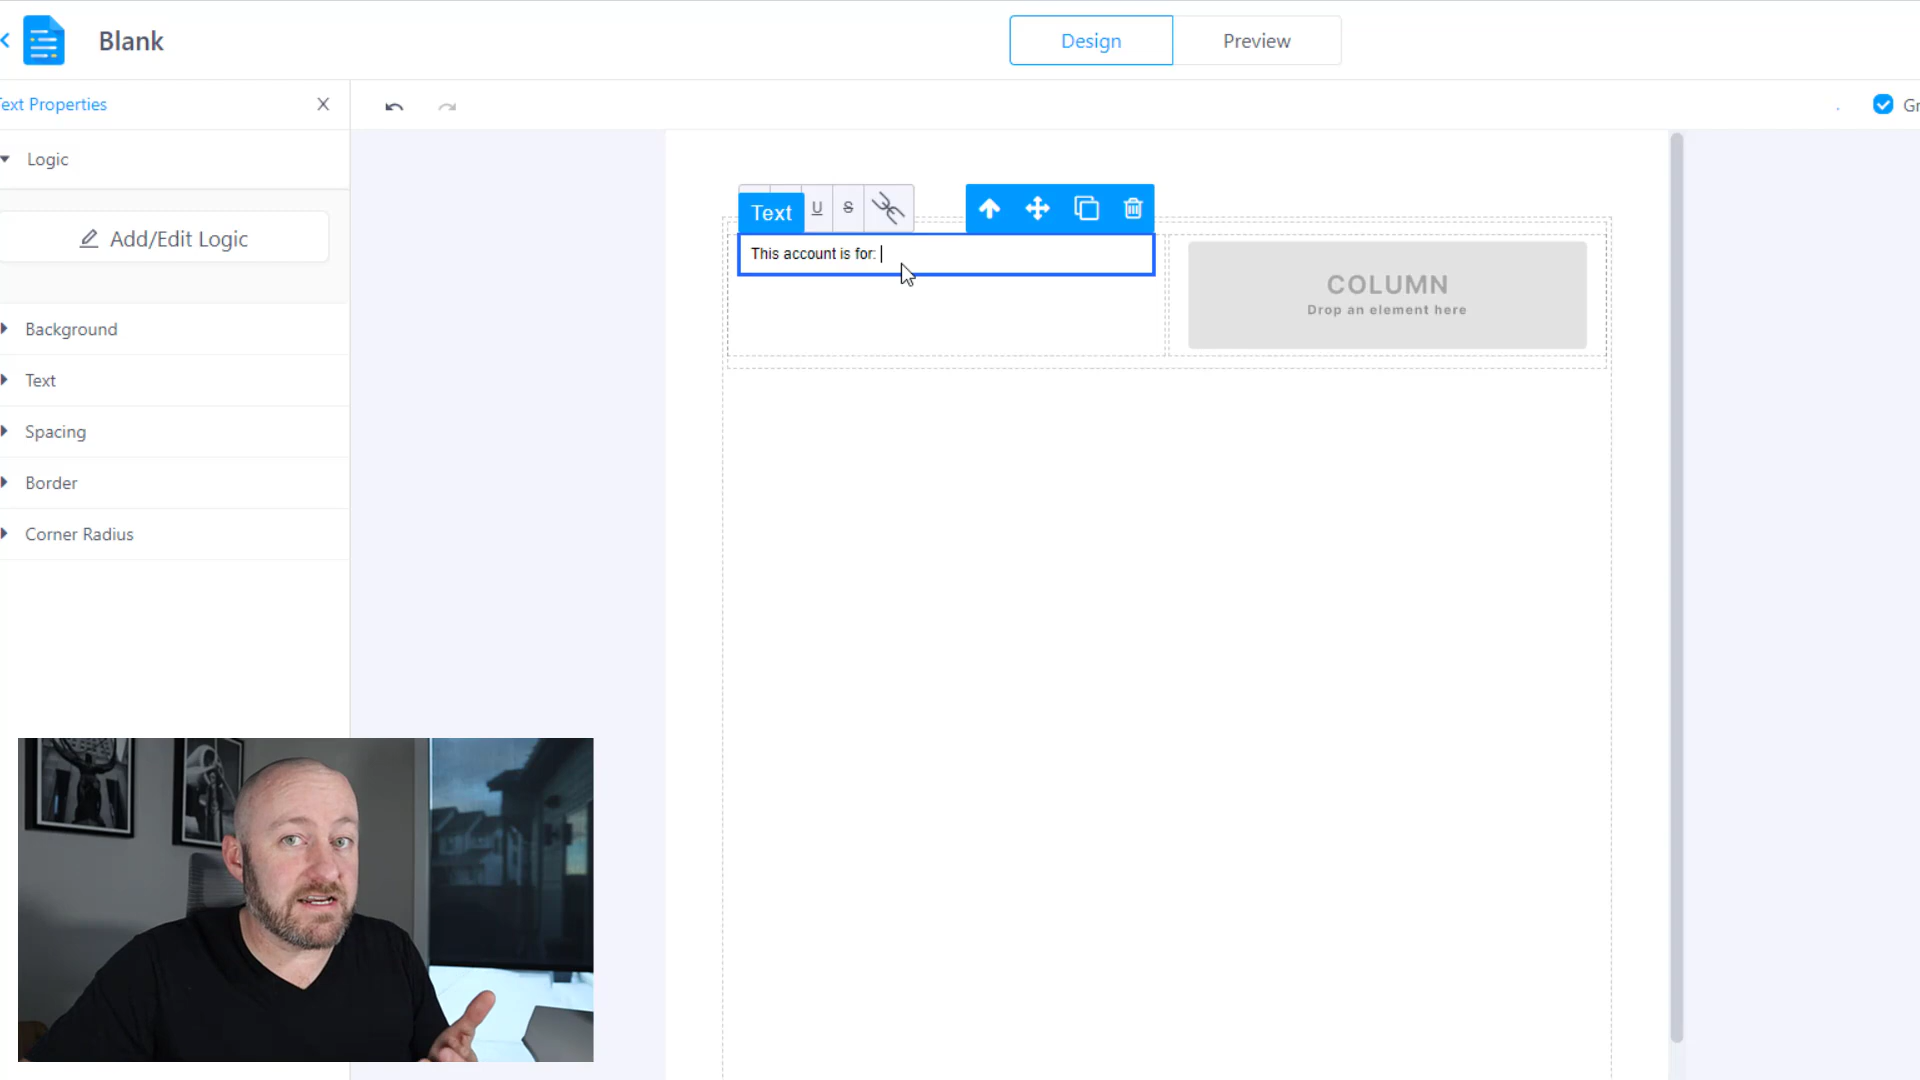 Blank
Design
Preview
Text Properties
X
Gr
Logic
Add/Edit Logic
Background
Text
Spacing
Border
Corner Radius
Text
U
S
This account is for:
COLUMN
Drop an element here